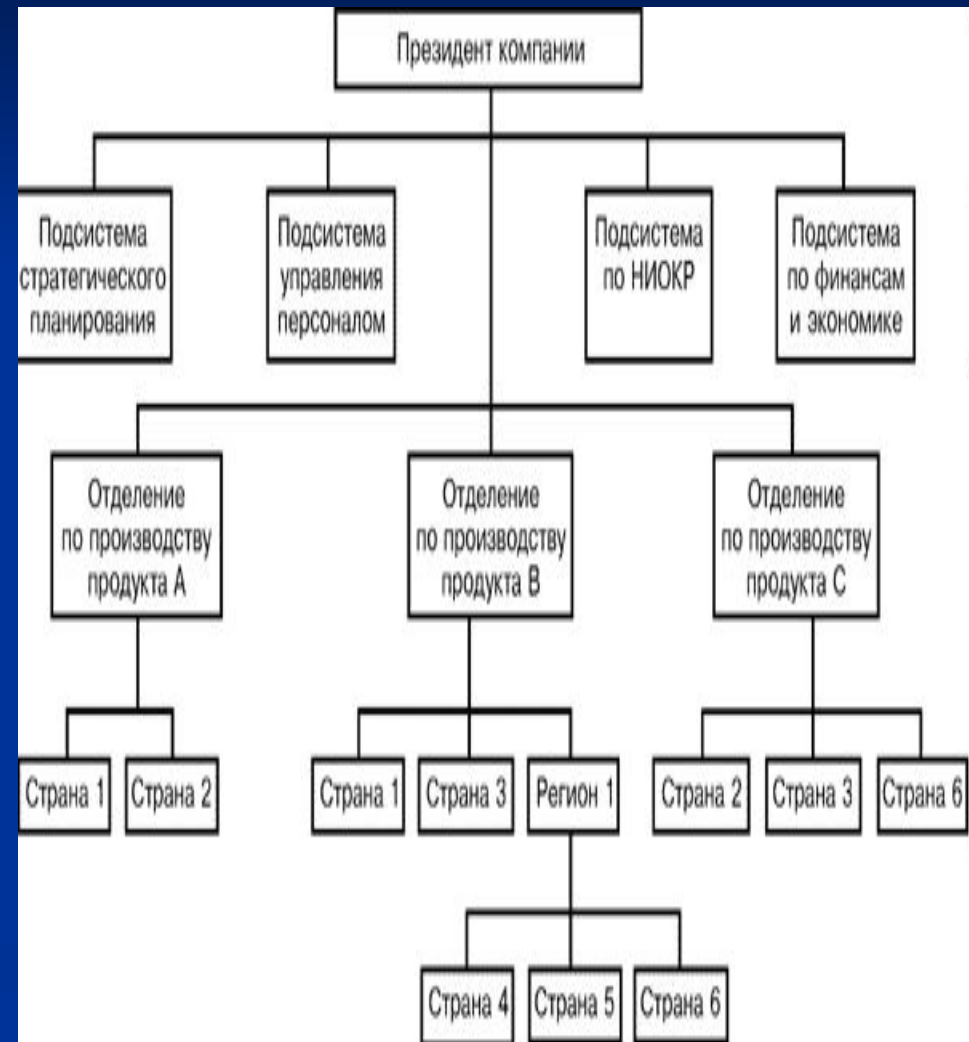 Президент компании
Подсистема
стратегического
планирования
Подсистема
управления
персоналом
Подсистема
по НИОКР
Подсистема
по финансам
и экономике
Отделение
по производству
продукта А
Отделение
по производству
продукта В
Отделение
по производству
продукта С
Страна 1
Страна 2
Страна 1
Страна 3
Регион 1
Страна 2
Страна 3
Страна 6
Страна 4
Страна 5
Страна 6